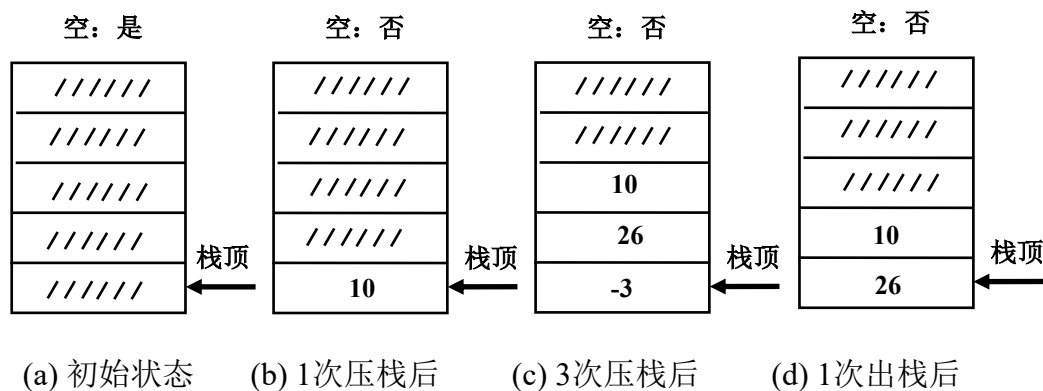 空：是 空：否 空：否 空：否
10
26 10
栈顶 栈顶 栈顶 栈顶
10 -3 26
(a) 初始状态 (b) 1次压栈后 (c) 3次压栈后 (d) 1次出栈后